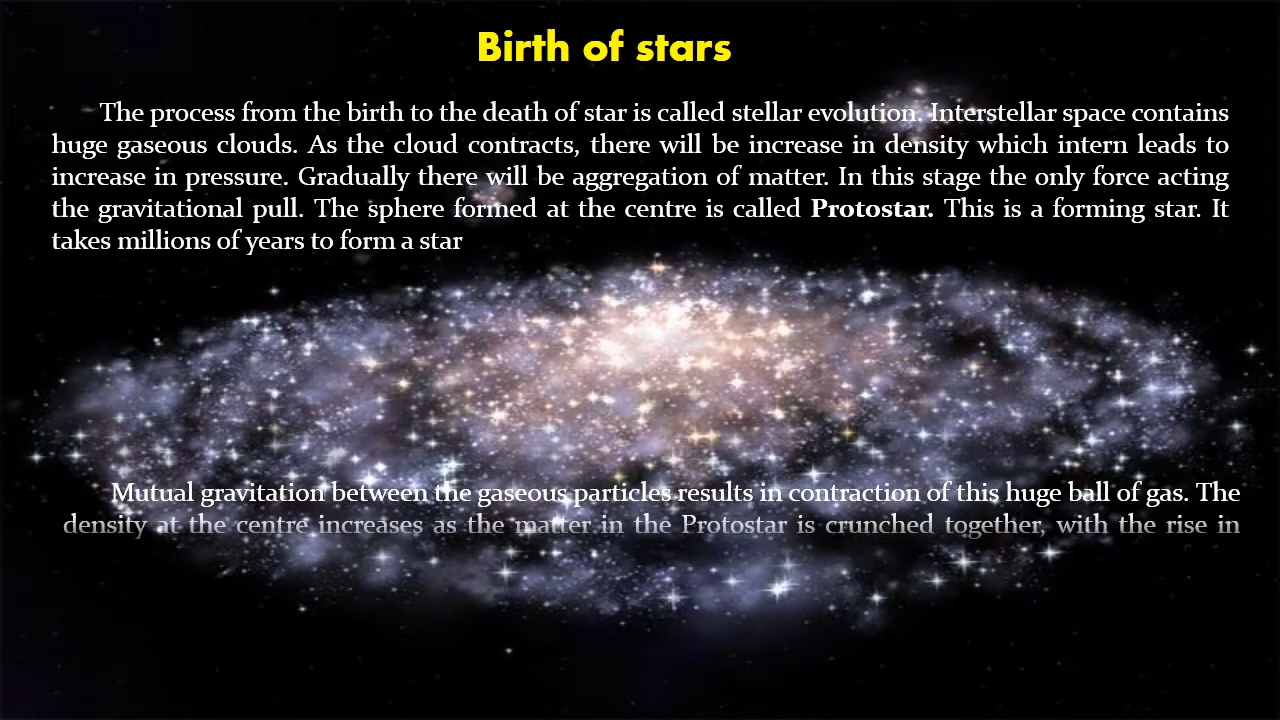 Birth of stars
The process from the birth to the death of star is called stellar evolution. Interstellar space contains
huge gaseous clouds. As the cloud contracts, there will be increase in density which intern leads to
increase in pressure. Gradually there will be aggregation of matter. In this stage the only force acting
the gravitational pull. The sphere formed at the centre is called Protostar. This is a forming star. It
takes millions of years to form a star
Mutual gravitation between the gaseous particles results in contraction of this huge ball of gas. The
density at the centre increases as the matter in the Protostar is crunched together, with the rise in